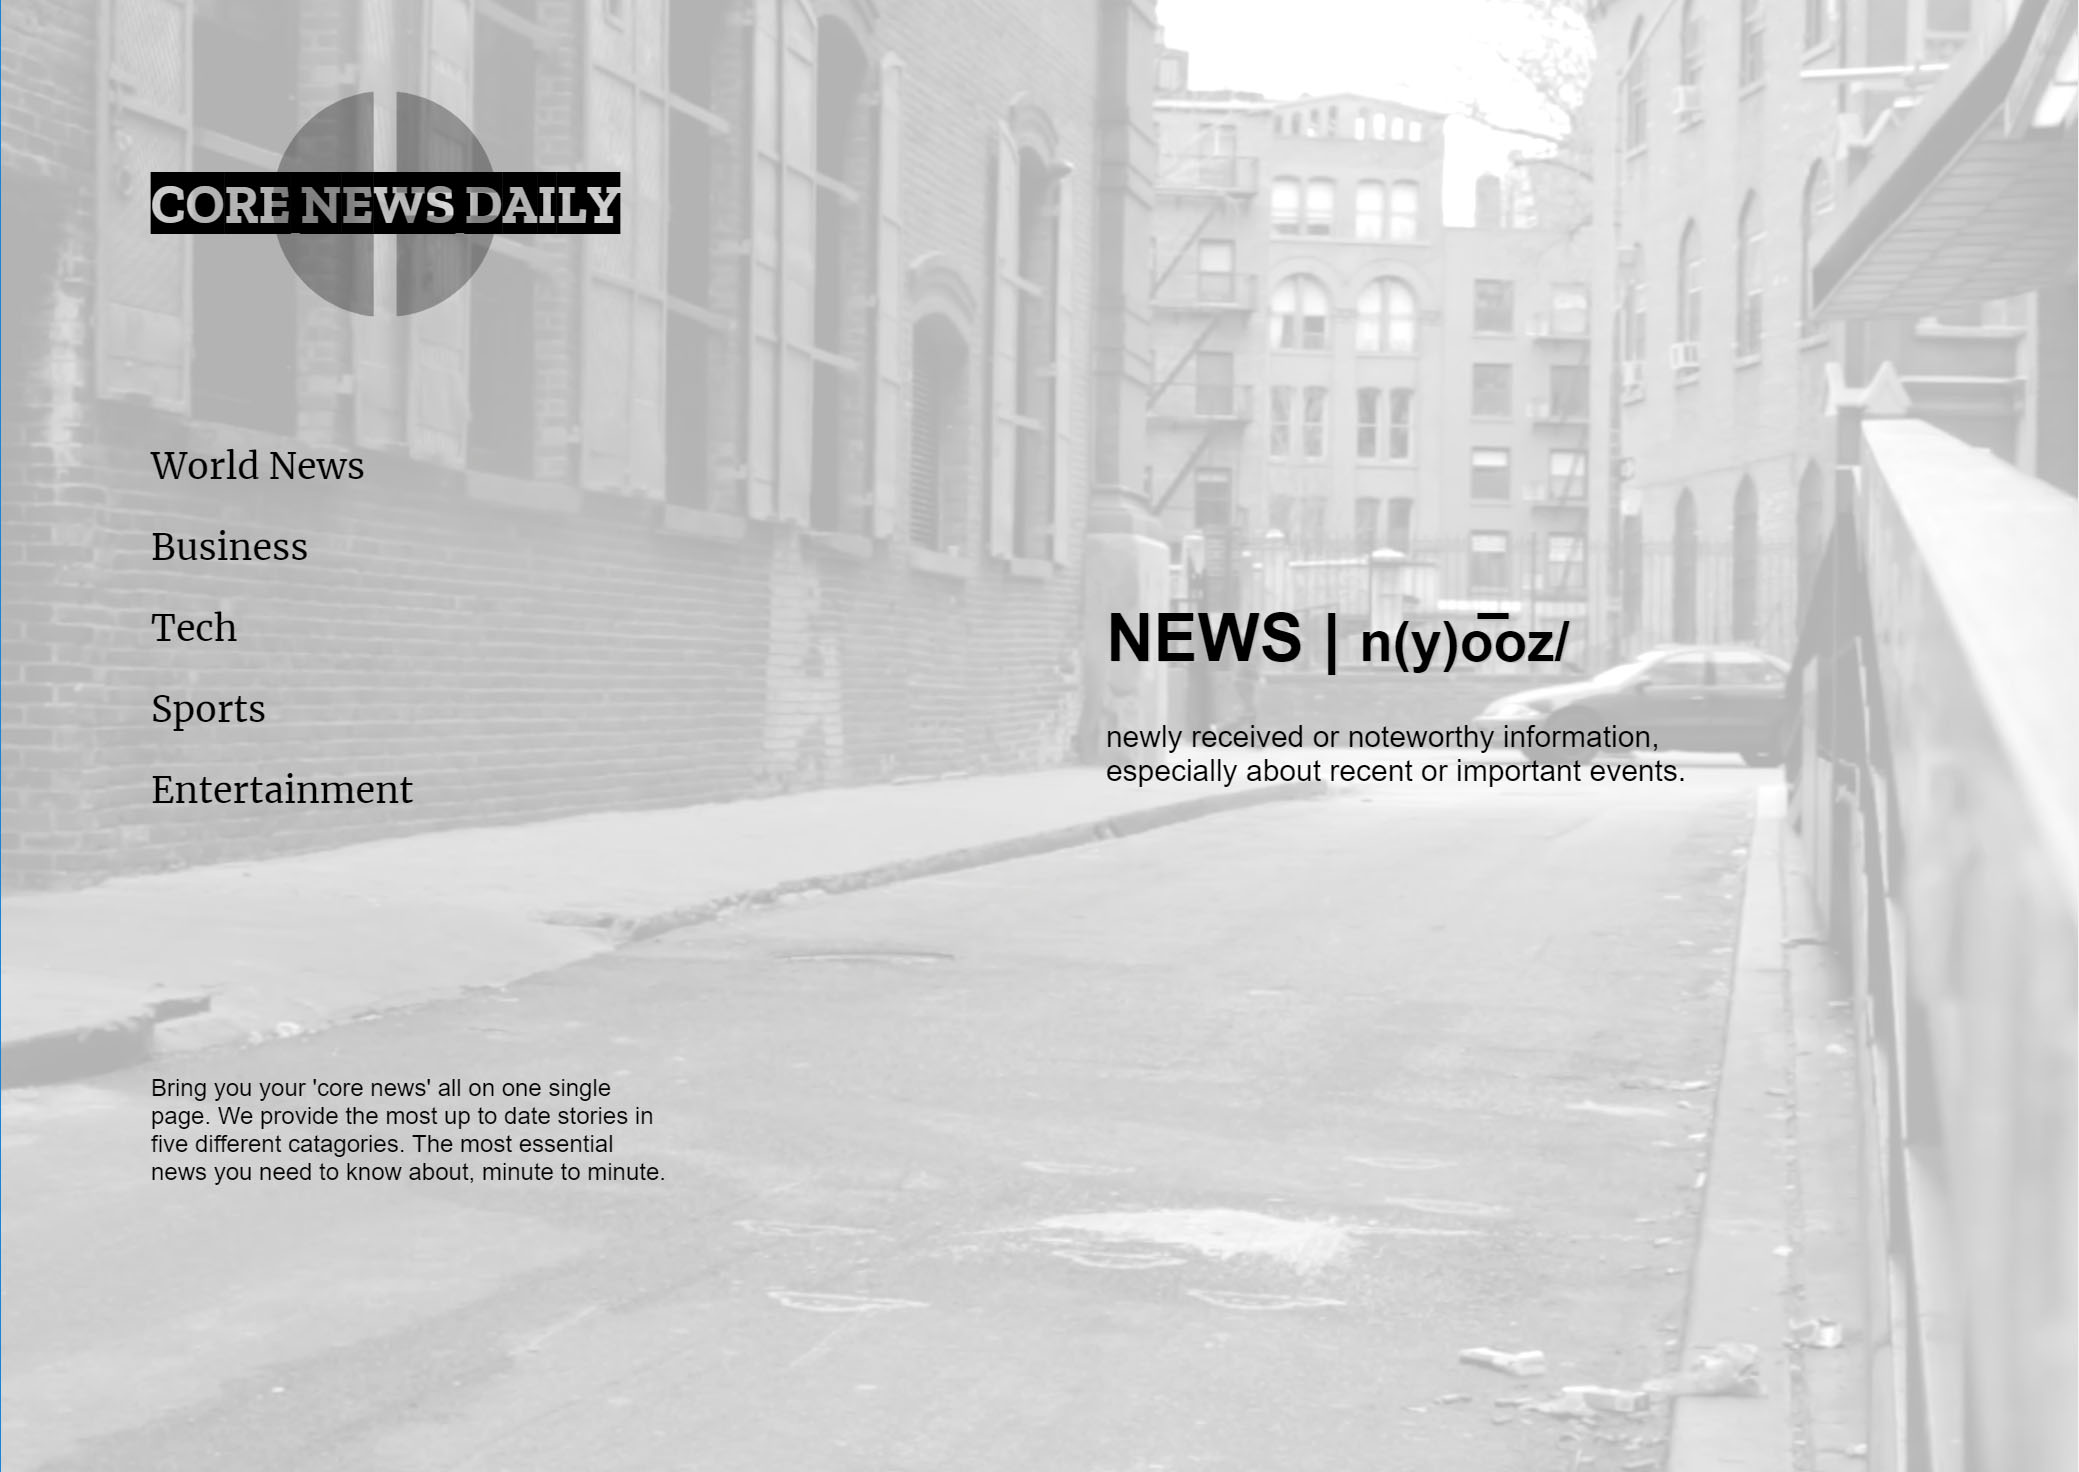 CORE NEWS DAILY
World News
Business
Tech
Sports
Entertainment
NEWS | n(y)o͞oz/
newly received or noteworthy information,
especially about recent or important events.
Bring you your 'core news' all on one single
page. We provide the most up to date stories in
five different catagories. The most essential
news you need to know about, minute to minute.